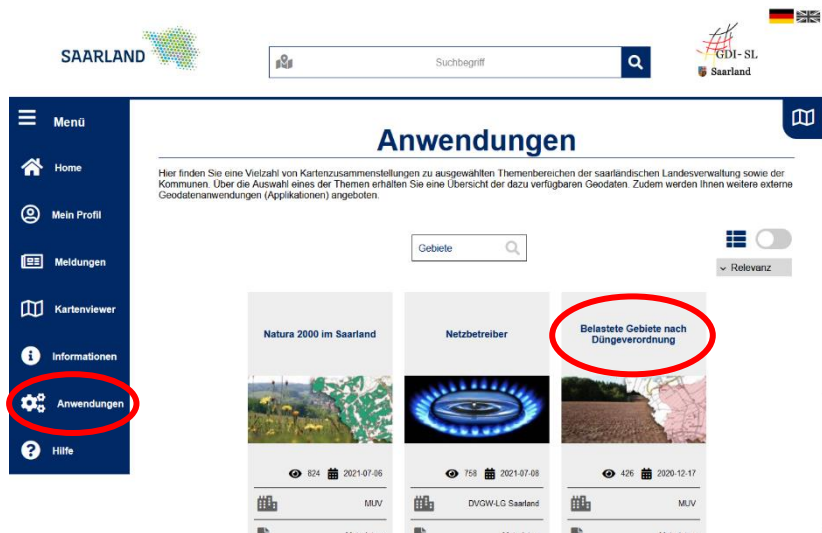 SAARLAND
Suchbegriff
GDI-SL
Saarland
Menü
Home
Mein Profil
Meldungen
Kartenviewer
Informationen
Anwendungen
Hilfe
Anwendungen
Hier finden Sie eine Vielzahl von Kartenzusammenstellungen zu ausgewählten Themenbereichen der saarländischen Landesverwaltung sowie der
Kommunen. Über die Auswahl eines der Themen erhalten Sie eine Übersicht der dazu verfügbaren Geodaten. Zudem werden Ihnen weitere externe
Geodatenanwendungen (Applikationen) angeboten.
Gebiete
Relevanz
Natura 2000 im Saarland
824 2021-07-06
MUV
Netzbetreiber
758 2021-07-08
DVGW-LG Saarland
Belastete Gebiete nach
Düngeverordnung
426 2020-12-17
MUV